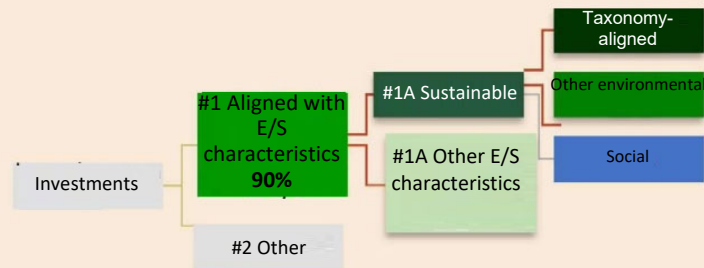 Taxonomy-
aligned
#1A Sustainable
Other environmental
#1 Aligned with
E/S
characteristics
90%
#1A Other E/S
characteristics
Social
Investments
#2 Other